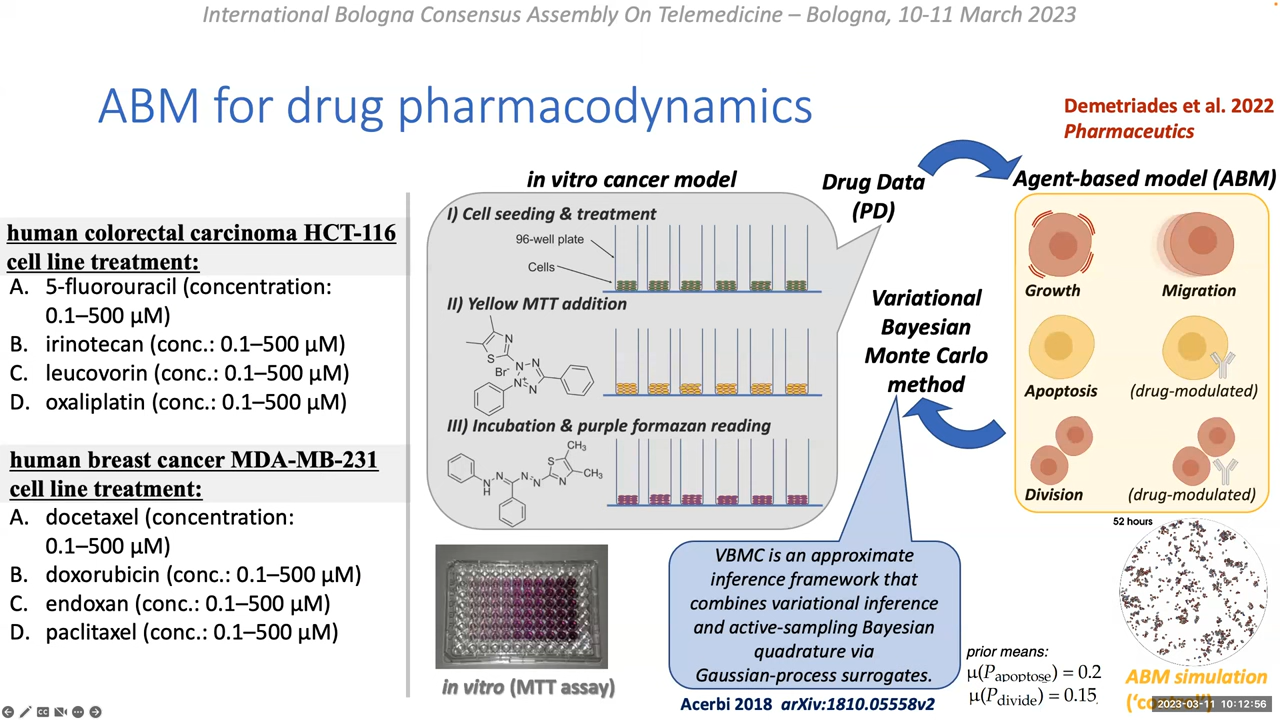 International Bologna Consensus Assembly On Telemedicine – Bologna, 10-11 March 2023
ABM for drug pharmacodynamics
Demetriades et al. 2022
Pharmaceutics
human colorectal carcinoma HCT-116
cell line treatment:
A. 5-fluorouracil (concentration:
0.1–500 µM)
B. irinotecan (conc.: 0.1–500 µM)
C. leucovorin (conc.: 0.1–500 µM)
D. oxaliplatin (conc.: 0.1–500 µM)
human breast cancer MDA-MB-231
cell line treatment:
A. docetaxel (concentration:
0.1–500 µM)
B. doxorubicin (conc.: 0.1–500 µM)
C. endoxan (conc.: 0.1–500 µM)
D. paclitaxel (conc.: 0.1–500 µM)
in vitro cancer model
I) Cell seeding & treatment
96-well plate
Cells
II) Yellow MTT addition
N
S
N
N
Br-
N+
N
III) Incubation & purple formazan reading
CH3
S
CH3
N
N
N
N
N
H
in vitro (MTT assay)
Drug Data
(PD)
Variational
Bayesian
Monte Carlo
method
VBMC is an approximate
inference framework that
combines variational inference
and active-sampling Bayesian
quadrature via
Gaussian-process surrogates.
Acerbi 2018 arXiv:1810.05558v2
Agent-based model (ABM)
Growth
Migration
Apoptosis
(drug-modulated)
Division
(drug-modulated)
52 hours
prior means:
µ(Papoptose) = 0.2
µ(Pdivide) = 0.15
ABM simulation
2023-03-11 10:12:56